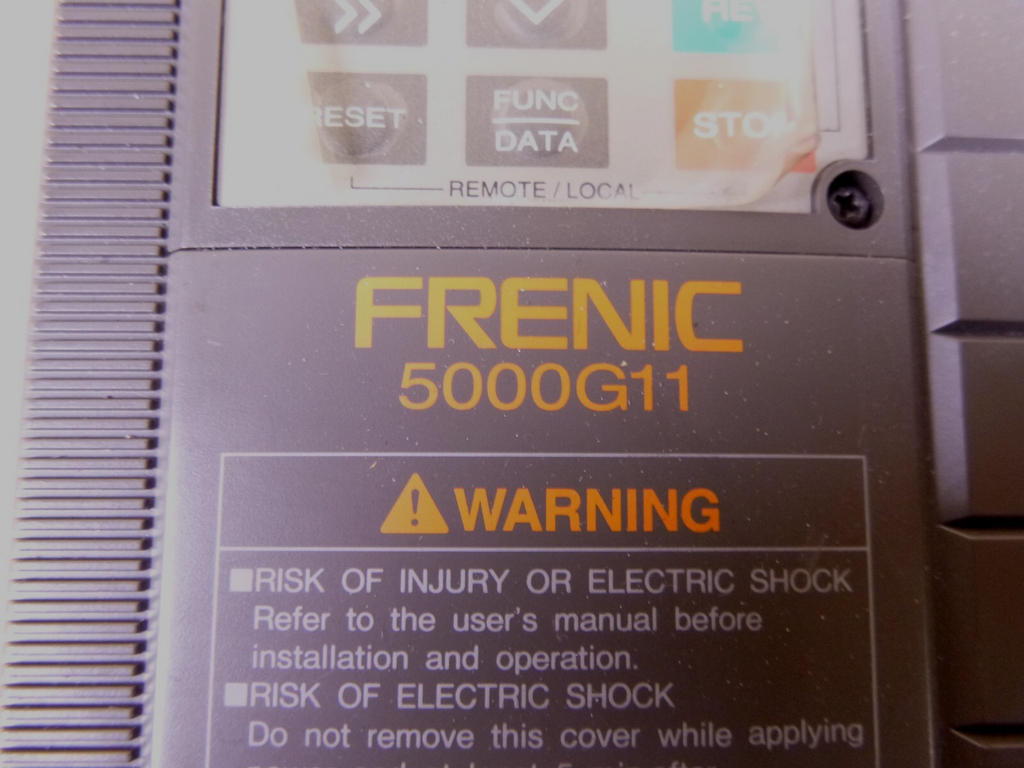 RESET
FUNC
DATA
STOP
REMOTE / LOCAL
FRENIC
5000G11
WARNING
■RISK OF INJURY OR ELECTRIC SHOCK
Refer to the user's manual before
installation and operation.
■RISK OF ELECTRIC SHOCK
Do not remove this cover while applying